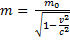 m = m₀ / √(1 − v²/c²)